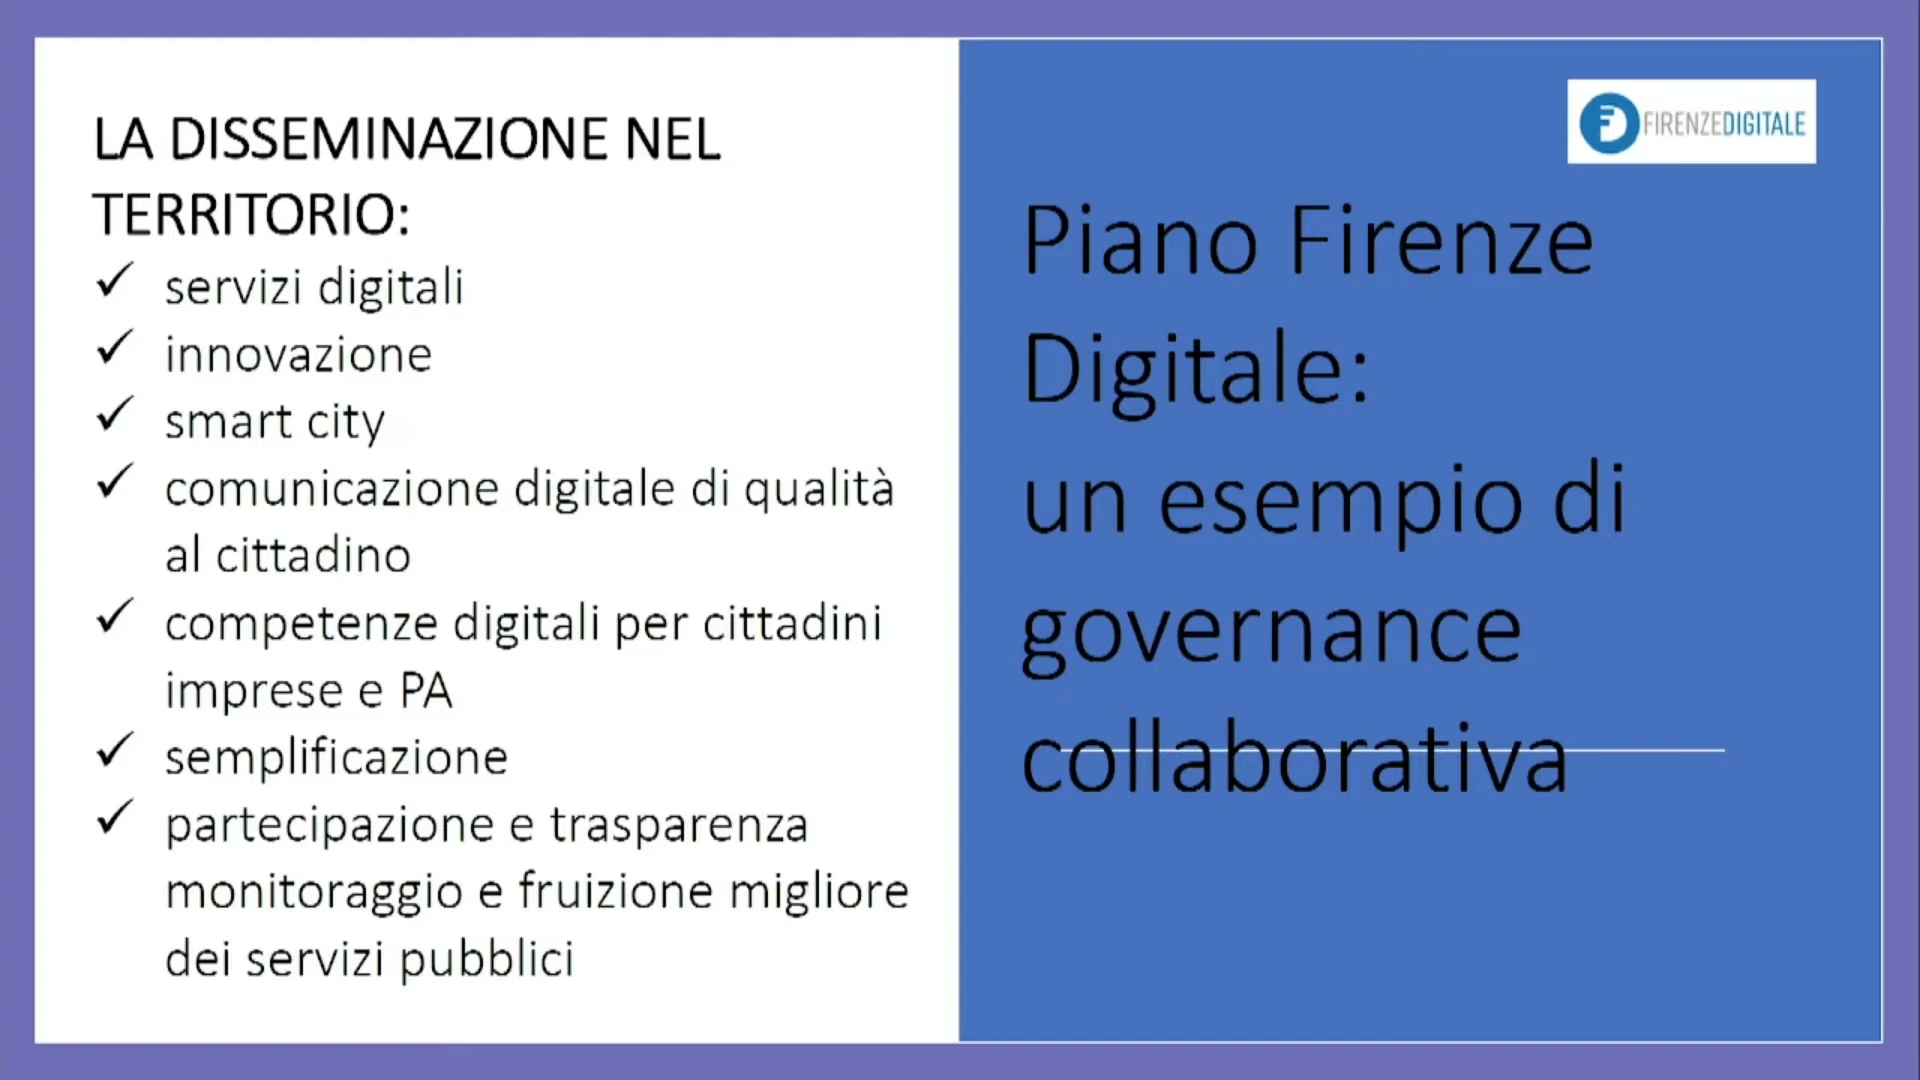 LA DISSEMINAZIONE NEL
TERRITORIO:
✓ servizi digitali
✓ innovazione
✓ smart city
✓ comunicazione digitale di qualità
al cittadino
✓ competenze digitali per cittadini
imprese e PA
✓ semplificazione
✓ partecipazione e trasparenza
monitoraggio e fruizione migliore
dei servizi pubblici
FIRENZEDIGITALE
Piano Firenze
Digitale:
un esempio di
governance
collaborativa